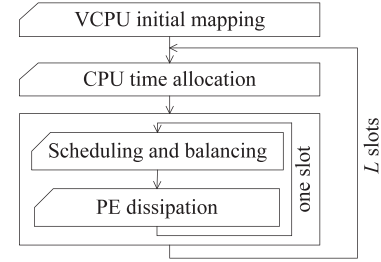 VCPU initial mapping
CPU time allocation
Scheduling and balancing
PE dissipation
one slot
L slots